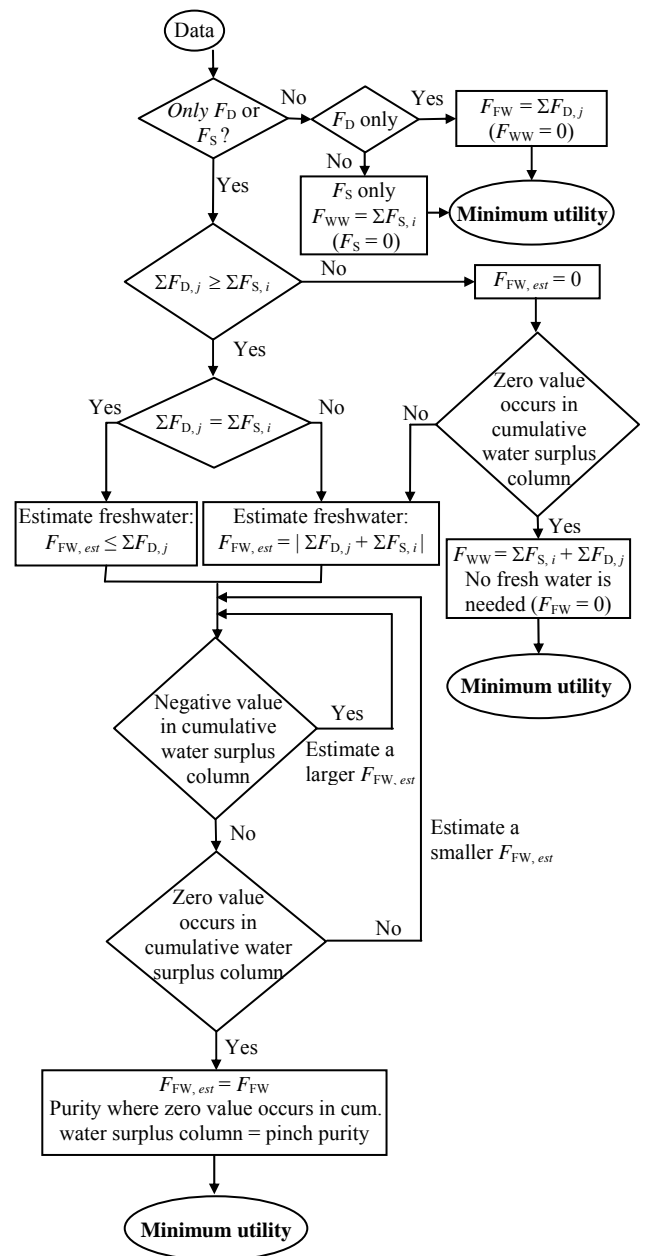 Data
Only F_D or
F_S?
No
F_D only
Yes
F_FW = ΣF_D, j
(F_WW = 0)
No
Yes
F_S only
F_WW = ΣF_S, i
(F_S = 0)
Minimum utility
ΣF_D, j ≥ ΣF_S, i
No
F_FW, est = 0
Yes
Zero value
occurs in
cumulative
water surplus
column
Yes
ΣF_D, j = ΣF_S, i
No
No
Estimate freshwater:
F_FW, est ≤ ΣF_D, j
Estimate freshwater:
F_FW, est = | ΣF_D, j + ΣF_S, i|
Yes
F_WW = ΣF_S, i + ΣF_D, j
No fresh water is
needed (F_FW = 0)
Minimum utility
Negative value
in cumulative
water surplus
column
Yes
Estimate a
larger F_FW, est
No
Estimate a
smaller F_FW, est
Zero value
occurs in
cumulative water
surplus column
No
Yes
F_FW, est = F_FW
Purity where zero value occurs in cum.
water surplus column = pinch purity
Minimum utility